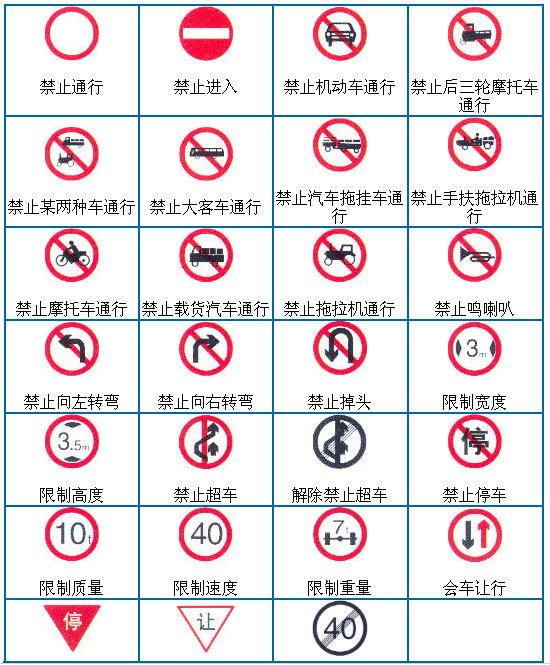 禁止通行
禁止进入
禁止机动车通行
禁止后三轮摩托车
通行
禁止某两种车通行
禁止大客车通行
禁止汽车拖挂车通
行
禁止手扶拖拉机通
行
禁止摩托车通行
禁止载货汽车通行
禁止拖拉机通行
禁止鸣喇叭
禁止向左转弯
禁止向右转弯
禁止掉头
3m
限制宽度
3.5m
限制高度
禁止超车
解除禁止超车
停
禁止停车
10t
限制质量
40
限制速度
7t
限制重量
会车让行
停
让
40